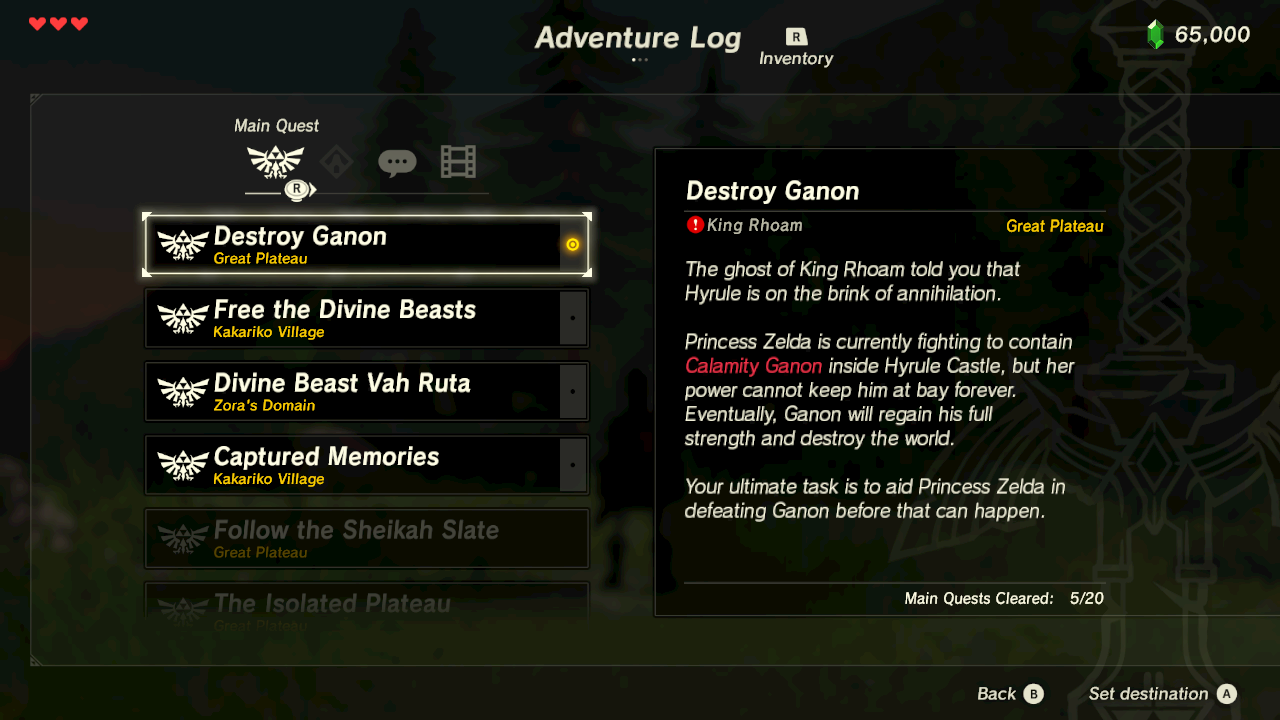 Adventure Log
R
Inventory
65,000
Main Quest
R
Destroy Ganon
Great Plateau
Free the Divine Beasts
Kakariko Village
Divine Beast Vah Ruta
Zora's Domain
Captured Memories
Kakariko Village
Follow the Sheikah Slate
Great Plateau
The Isolated Plateau
Great Plateau
Destroy Ganon
King Rhoam
Great Plateau
The ghost of King Rhoam told you that
Hyrule is on the brink of annihilation.
Princess Zelda is currently fighting to contain
Calamity Ganon inside Hyrule Castle, but her
power cannot keep him at bay forever.
Eventually, Ganon will regain his full
strength and destroy the world.
Your ultimate task is to aid Princess Zelda in
defeating Ganon before that can happen.
Main Quests Cleared: 5/20
Back B
Set destination A